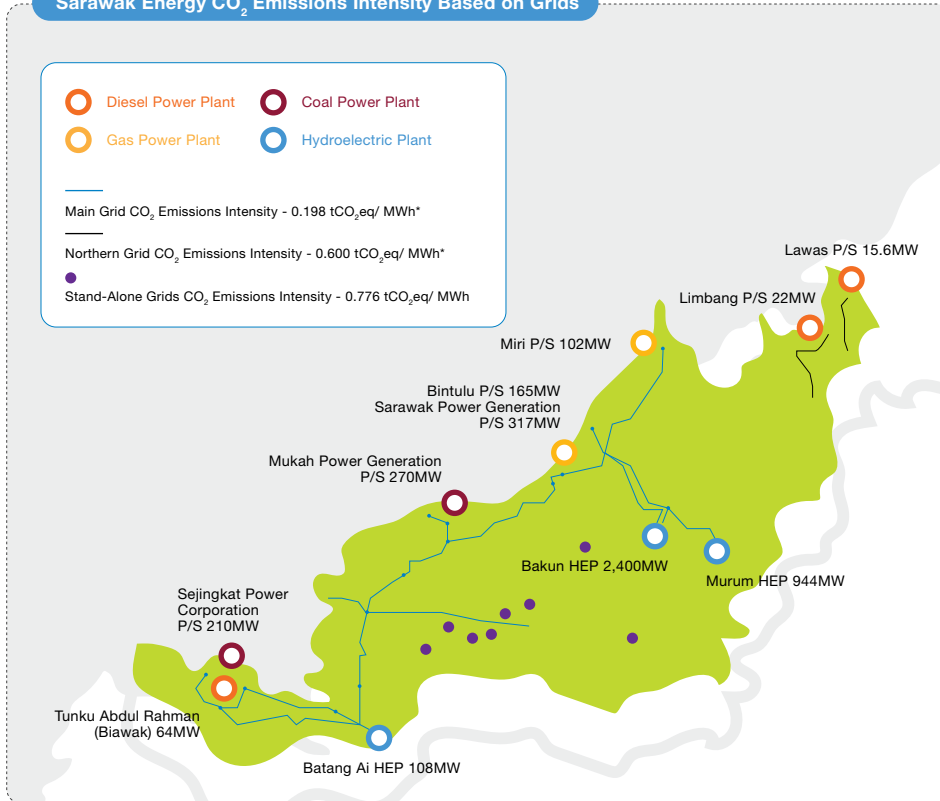 Sarawak Energy CO2 Emissions Intensity Based on Grids
Diesel Power Plant
Coal Power Plant
Gas Power Plant
Hydroelectric Plant
Main Grid CO2 Emissions Intensity - 0.198 tCO2eq/ MWh*
Northern Grid CO2 Emissions Intensity - 0.600 tCO2eq/ MWh*
Stand-Alone Grids CO2 Emissions Intensity - 0.776 tCO2eq/ MWh
Lawas P/S 15.6MW
Limbang P/S 22MW
Miri P/S 102MW
Bintulu P/S 165MW
Sarawak Power Generation
P/S 317MW
Mukah Power Generation
P/S 270MW
Bakun HEP 2,400MW
Murum HEP 944MW
Sejingkat Power
Corporation
P/S 210MW
Tunku Abdul Rahman
(Biawak) 64MW
Batang Ai HEP 108MW